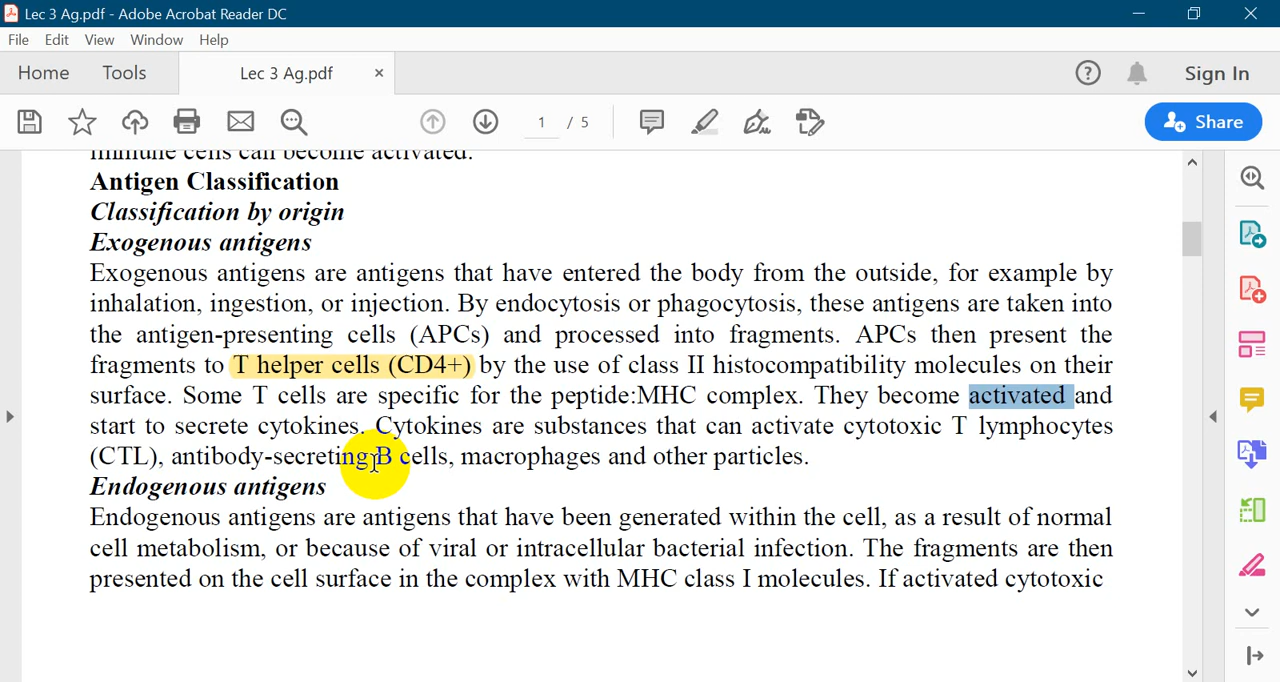 Lec 3 Ag.pdf - Adobe Acrobat Reader DC
File Edit View Window Help
Home Tools Lec 3 Ag.pdf × Sign In
1 / 5 Share
immune cells can become activated.
Antigen Classification
Classification by origin
Exogenous antigens
Exogenous antigens are antigens that have entered the body from the outside, for example by
inhalation, ingestion, or injection. By endocytosis or phagocytosis, these antigens are taken into
the antigen-presenting cells (APCs) and processed into fragments. APCs then present the
fragments to T helper cells (CD4+) by the use of class II histocompatibility molecules on their
surface. Some T cells are specific for the peptide:MHC complex. They become activated and
start to secrete cytokines. Cytokines are substances that can activate cytotoxic T lymphocytes
(CTL), antibody-secreting B cells, macrophages and other particles.
Endogenous antigens
Endogenous antigens are antigens that have been generated within the cell, as a result of normal
cell metabolism, or because of viral or intracellular bacterial infection. The fragments are then
presented on the cell surface in the complex with MHC class I molecules. If activated cytotoxic